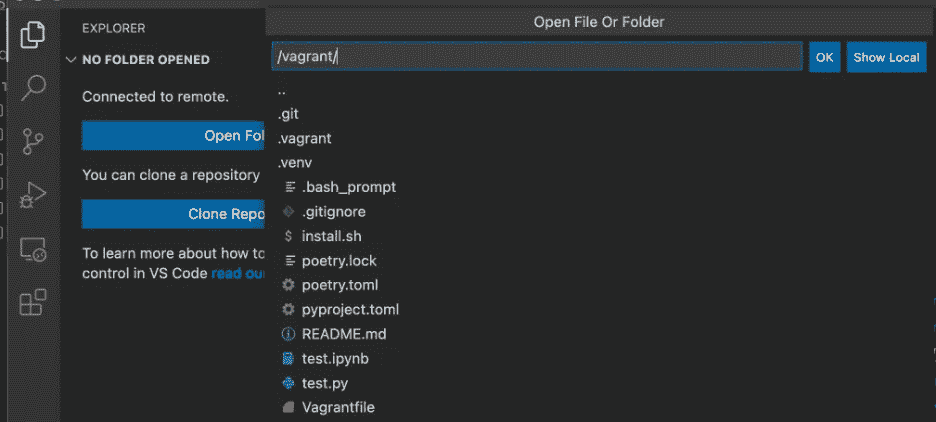 EXPLORER
NO FOLDER OPENED
Connected to remote.
Open Fol
You can clone a repository
Clone Repo
To learn more about how to
control in VS Code read ou
Open File Or Folder
/vagrant/
OK
Show Local
..
.git
.vagrant
.venv
.bash_prompt
.gitignore
install.sh
poetry.lock
poetry.toml
pyproject.toml
README.md
test.ipynb
test.py
Vagrantfile